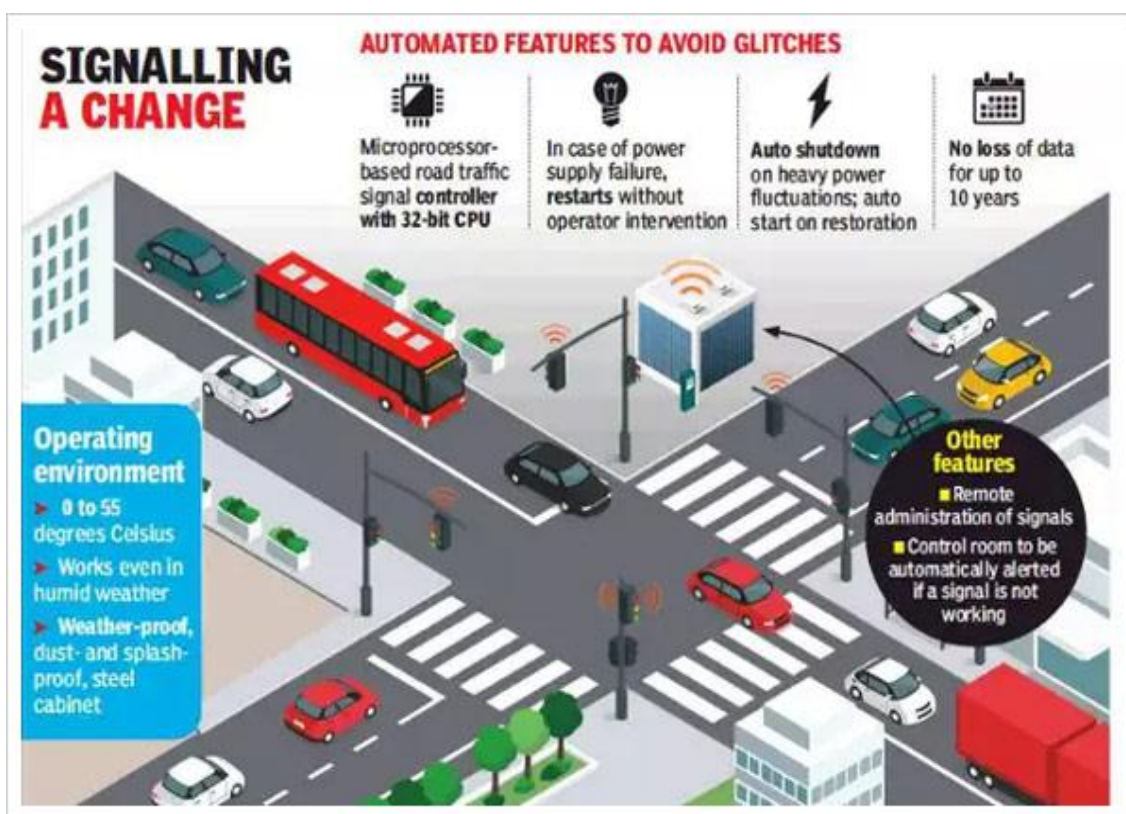 SIGNALLING
A CHANGE
AUTOMATED FEATURES TO AVOID GLITCHES
Microprocessor-
based road traffic
signal controller
with 32-bit CPU
In case of power
supply failure,
restarts without
operator intervention
Auto shutdown
on heavy power
fluctuations; auto
start on restoration
No loss of data
for up to
10 years
Operating
environment
➤ 0 to 55
degrees Celsius
➤ Works even in
humid weather
➤ Weather-proof,
dust- and splash-
proof, steel
cabinet
Other
features
■ Remote
administration of signals
■ Control room to be
automatically alerted
if a signal is not
working